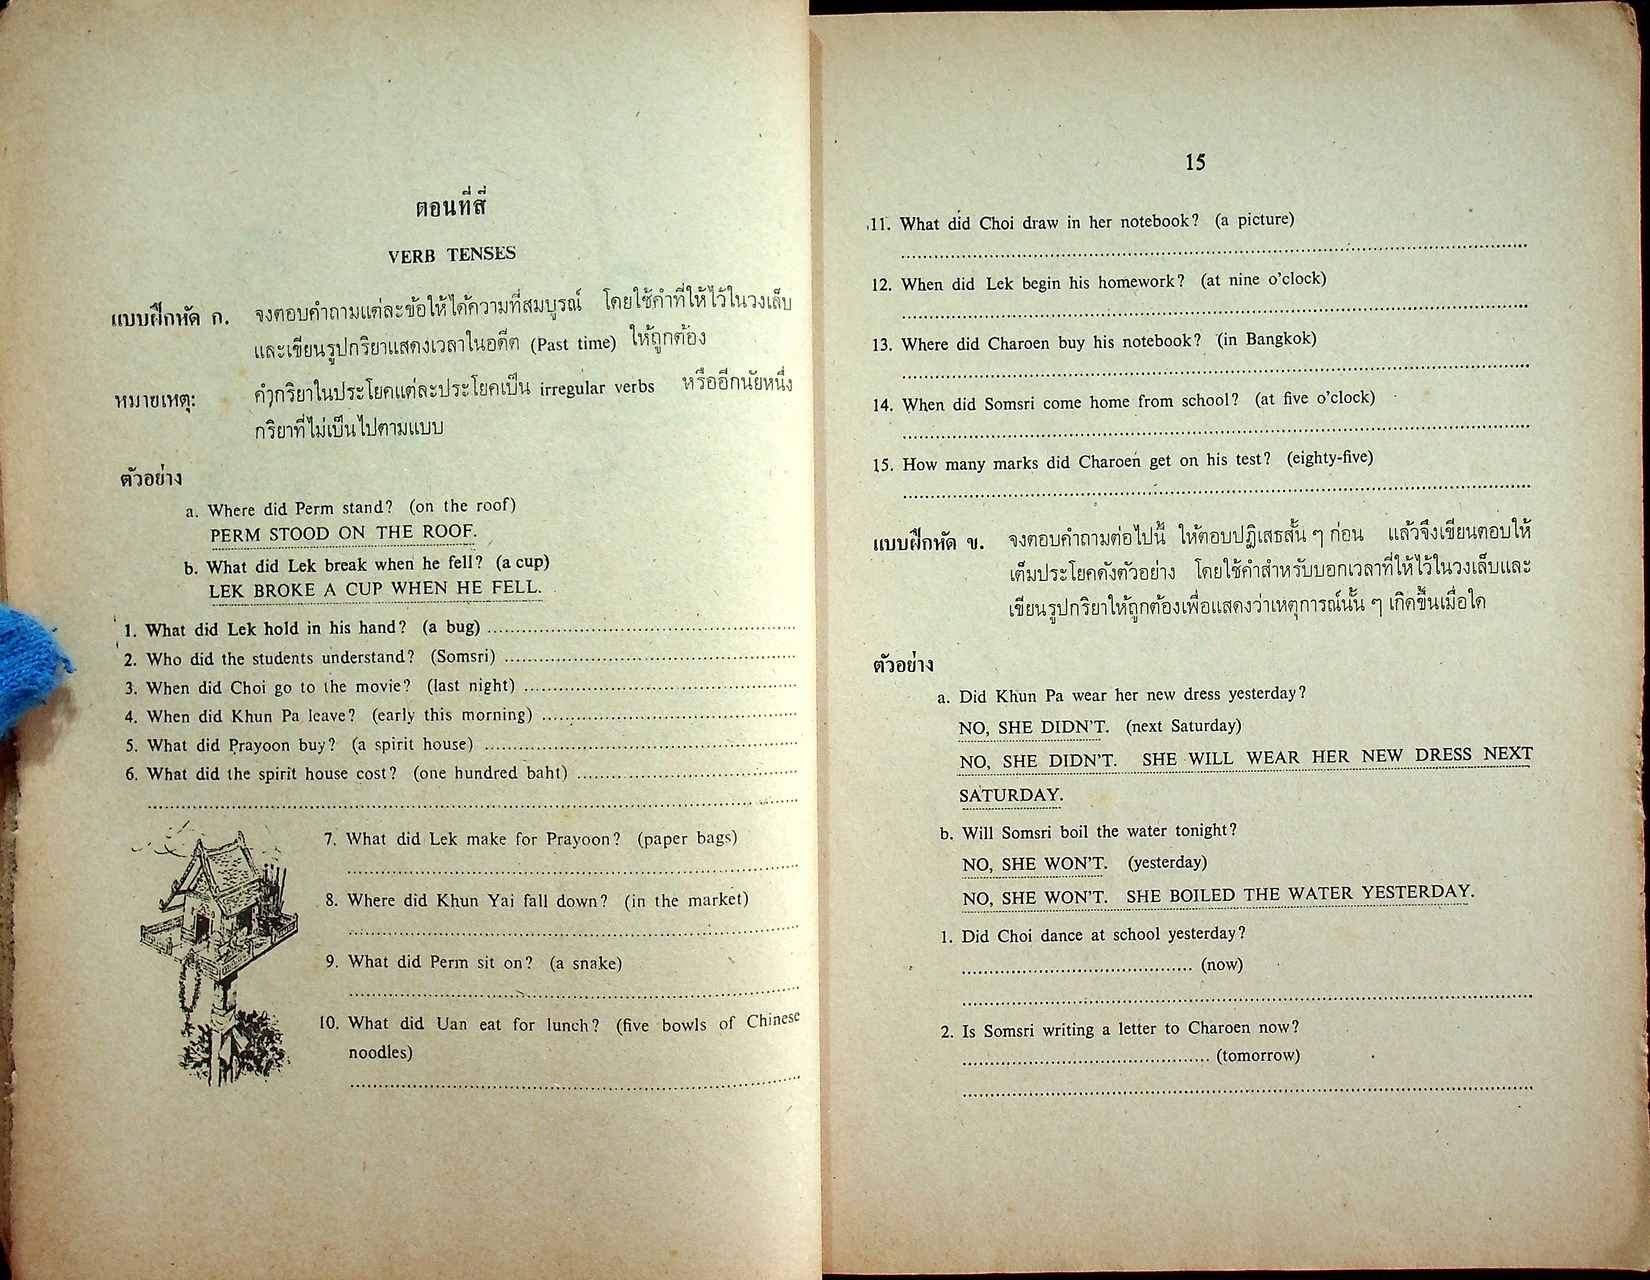 ตอนที่สี่
VERB TENSES
แบบฝึกหัด ก. จงตอบคำถามแต่ละข้อให้ได้ความที่สมบูรณ์ โดยใช้คำที่ให้ไว้ในวงเล็บ
และเขียนรูปกริยาแสดงเวลาในอดีต (Past time) ให้ถูกต้อง
หมายเหตุ: คำกริยาในประโยคแต่ละประโยคเป็น irregular verbs หรืออีกนัยหนึ่ง
กริยาที่ไม่เป็นไปตามแบบ
ตัวอย่าง
a. Where did Perm stand? (on the roof)
PERM STOOD ON THE ROOF.
b. What did Lek break when he fell? (a cup)
LEK BROKE A CUP WHEN HE FELL.
1. What did Lek hold in his hand? (a bug) ..........
2. Who did the students understand? (Somsri) ..........
3. When did Choi go to the movie? (last night) ..........
4. When did Khun Pa leave? (early this morning) ..........
5. What did Prayoon buy? (a spirit house) ..........
6. What did the spirit house cost? (one hundred baht) ..........
7. What did Lek make for Prayoon? (paper bags)
8. Where did Khun Yai fall down? (in the market)
9. What did Perm sit on? (a snake)
10. What did Uan eat for lunch? (five bowls of Chinese
noodles)
15
11. What did Choi draw in her notebook? (a picture)
12. When did Lek begin his homework? (at nine o'clock)
13. Where did Charoen buy his notebook? (in Bangkok)
14. When did Somsri come home from school? (at five o'clock)
15. How many marks did Charoen get on his test? (eighty-five)
แบบฝึกหัด ข. จงตอบคำถามต่อไปนี้ ให้ตอบปฏิเสธสั้น ๆ ก่อน แล้วจึงเขียนตอบให้
เต็มประโยคดังตัวอย่าง โดยใช้คำสำหรับบอกเวลาที่ให้ไว้ในวงเล็บและ
เขียนรูปกริยาให้ถูกต้องเพื่อแสดงว่าเหตุการณ์นั้น ๆ เกิดขึ้นเมื่อใด
ตัวอย่าง
a. Did Khun Pa wear her new dress yesterday?
NO, SHE DIDN'T. (next Saturday)
NO, SHE DIDN'T. SHE WILL WEAR HER NEW DRESS NEXT
SATURDAY.
b. Will Somsri boil the water tonight?
NO, SHE WON'T. (yesterday)
NO, SHE WON'T. SHE BOILED THE WATER YESTERDAY.
1. Did Choi dance at school yesterday?
.......... (now)
2. Is Somsri writing a letter to Charoen now?
.......... (tomorrow)